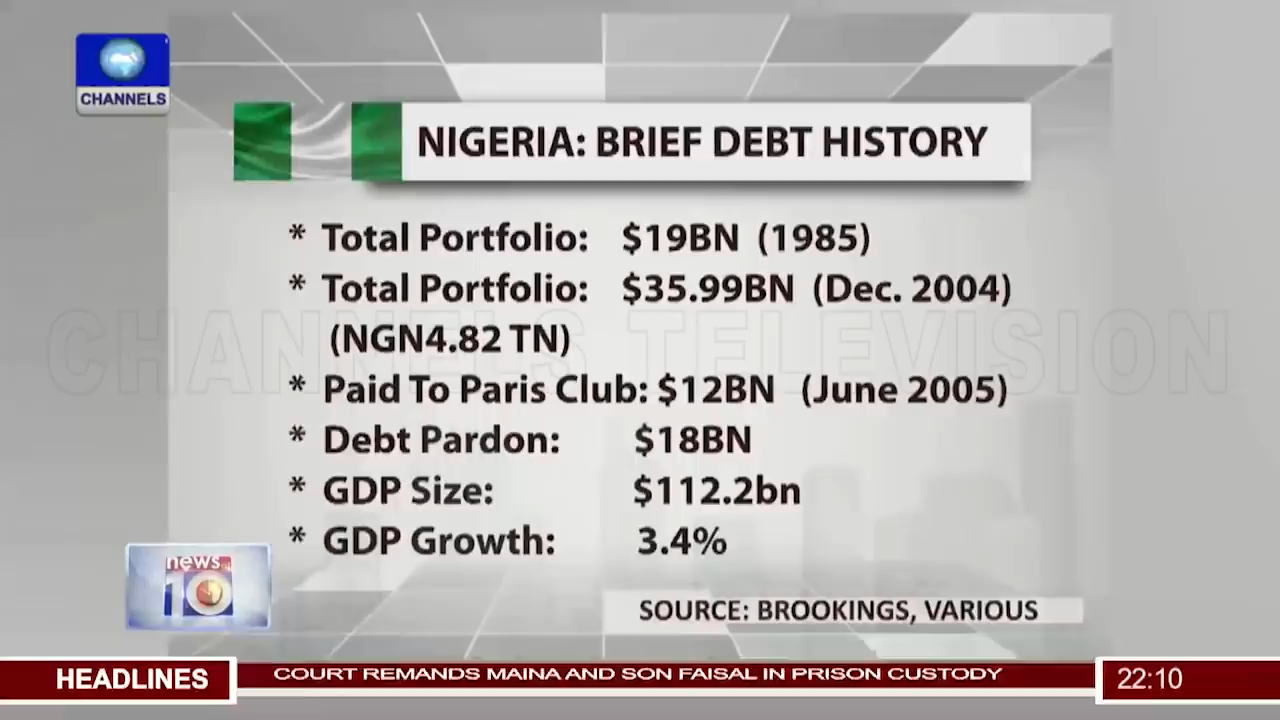 CHANNELS
NIGERIA: BRIEF DEBT HISTORY
* Total Portfolio: $19BN (1985)
* Total Portfolio: $35.99BN (Dec. 2004)
(NGN4.82 TN)
CHANNELS TELEVISION
* Paid To Paris Club: $12BN (June 2005)
* Debt Pardon: $18BN
* GDP Size: $112.2bn
* GDP Growth: 3.4%
news at
10
SOURCE: BROOKINGS, VARIOUS
HEADLINES
COURT REMANDS MAINA AND SON FAISAL IN PRISON CUSTODY
22:10